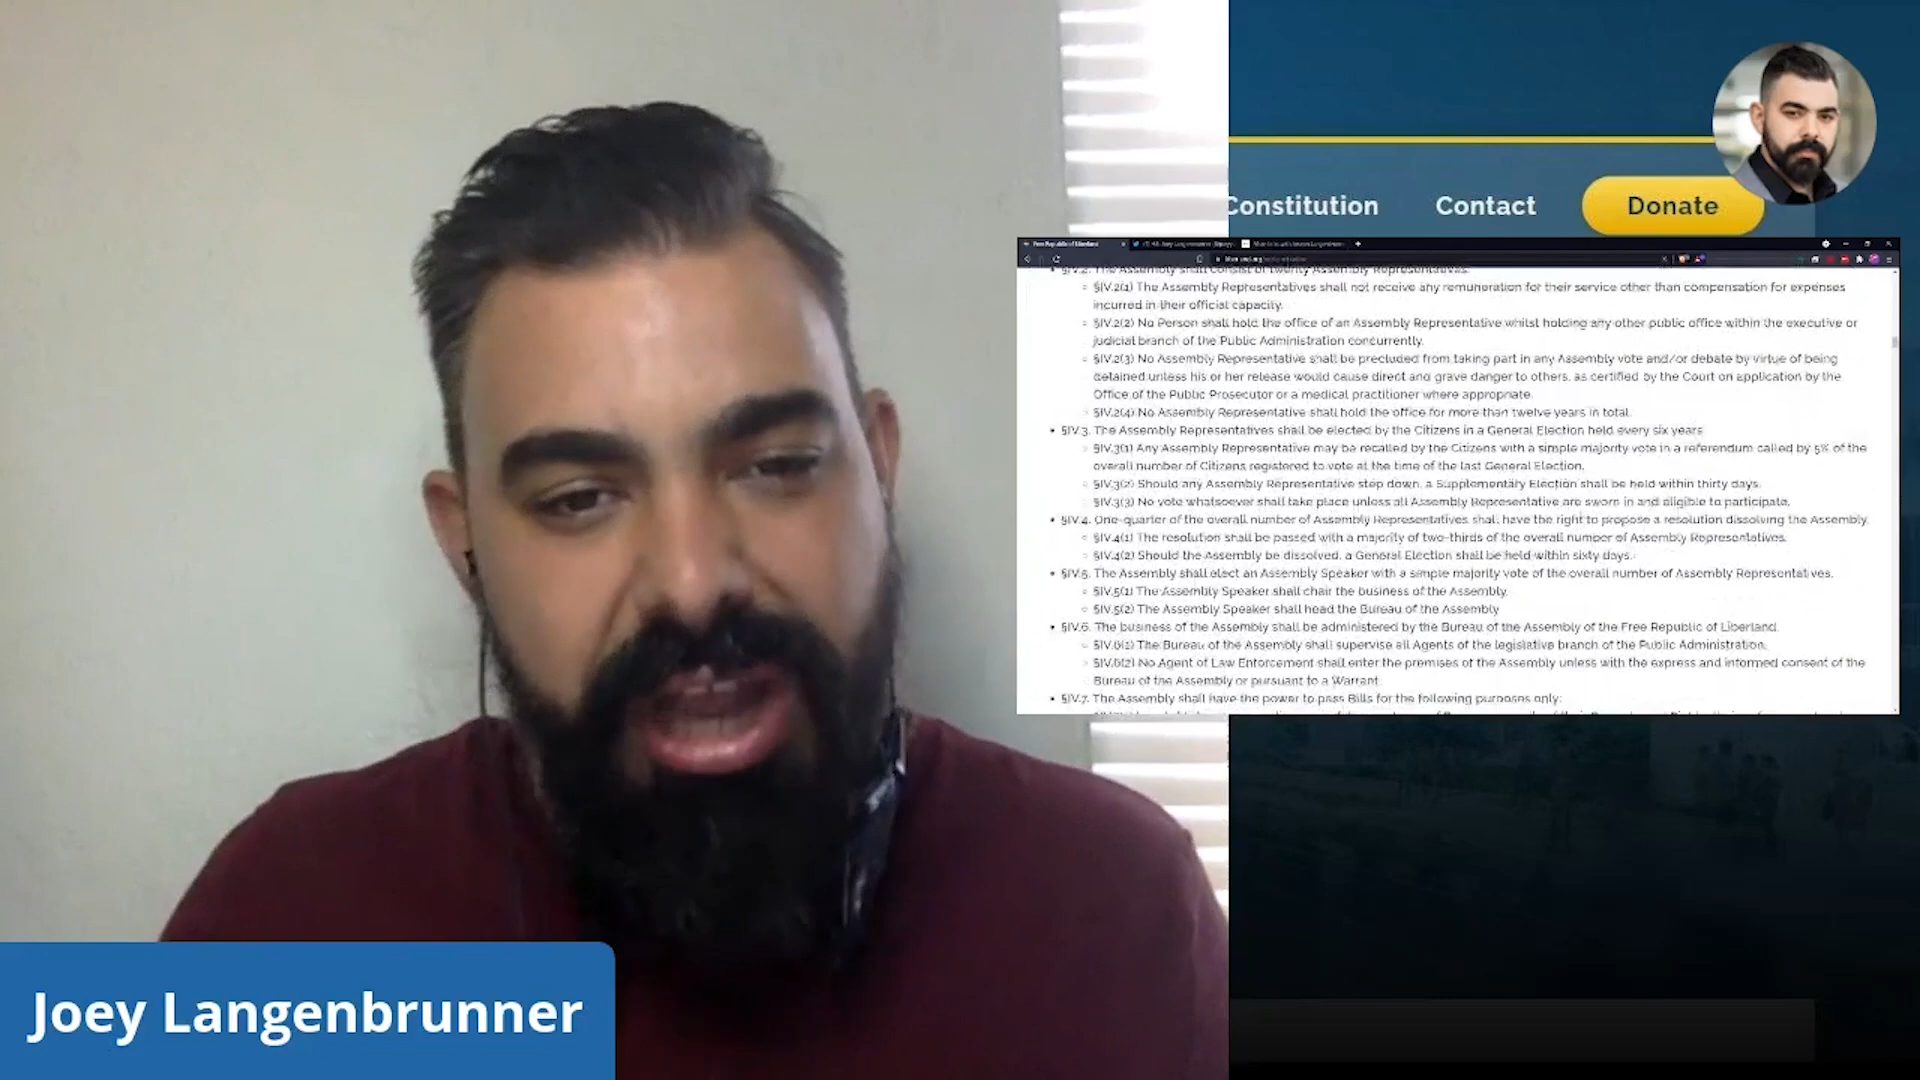 Constitution Contact Donate
Free Republic of Liberland
§IV.2. The Assembly shall consist of twenty Assembly Representatives.
§IV.2(1) The Assembly Representatives shall not receive any remuneration for their service other than compensation for expenses
incurred in their official capacity.
§IV.2(2) No Person shall hold the office of an Assembly Representative whilst holding any other public office within the executive or
judicial branch of the Public Administration concurrently.
§IV.2(3) No Assembly Representative shall be precluded from taking part in any Assembly vote and/or debate by virtue of being
detained unless his or her release would cause direct and grave danger to others, as certified by the Court on application by the
Office of the Public Prosecutor or a medical practitioner where appropriate.
§IV.2(4) No Assembly Representative shall hold the office for more than twelve years in total.
§IV.3. The Assembly Representatives shall be elected by the Citizens in a General Election held every six years
§IV.3(1) Any Assembly Representative may be recalled by the Citizens with a simple majority vote in a referendum called by 5% of the
overall number of Citizens registered to vote at the time of the last General Election.
§IV.3(2) Should any Assembly Representative step down, a Supplementary Election shall be held within thirty days.
§IV.3(3) No vote whatsoever shall take place unless all Assembly Representative are sworn in and eligible to participate.
§IV.4. One-quarter of the overall number of Assembly Representatives shall have the right to propose a resolution dissolving the Assembly.
§IV.4(1) The resolution shall be passed with a majority of two-thirds of the overall number of Assembly Representatives.
§IV.4(2) Should the Assembly be dissolved, a General Election shall be held within sixty days.
§IV.5. The Assembly shall elect an Assembly Speaker with a simple majority vote of the overall number of Assembly Representatives.
§IV.5(1) The Assembly Speaker shall chair the business of the Assembly.
§IV.5(2) The Assembly Speaker shall head the Bureau of the Assembly
§IV.6. The business of the Assembly shall be administered by the Bureau of the Assembly of the Free Republic of Liberland.
§IV.6(1) The Bureau of the Assembly shall supervise all Agents of the legislative branch of the Public Administration.
§IV.6(2) No Agent of Law Enforcement shall enter the premises of the Assembly unless with the express and informed consent of the
Bureau of the Assembly or pursuant to a Warrant.
§IV.7. The Assembly shall have the power to pass Bills for the following purposes only:
Joey Langenbrunner